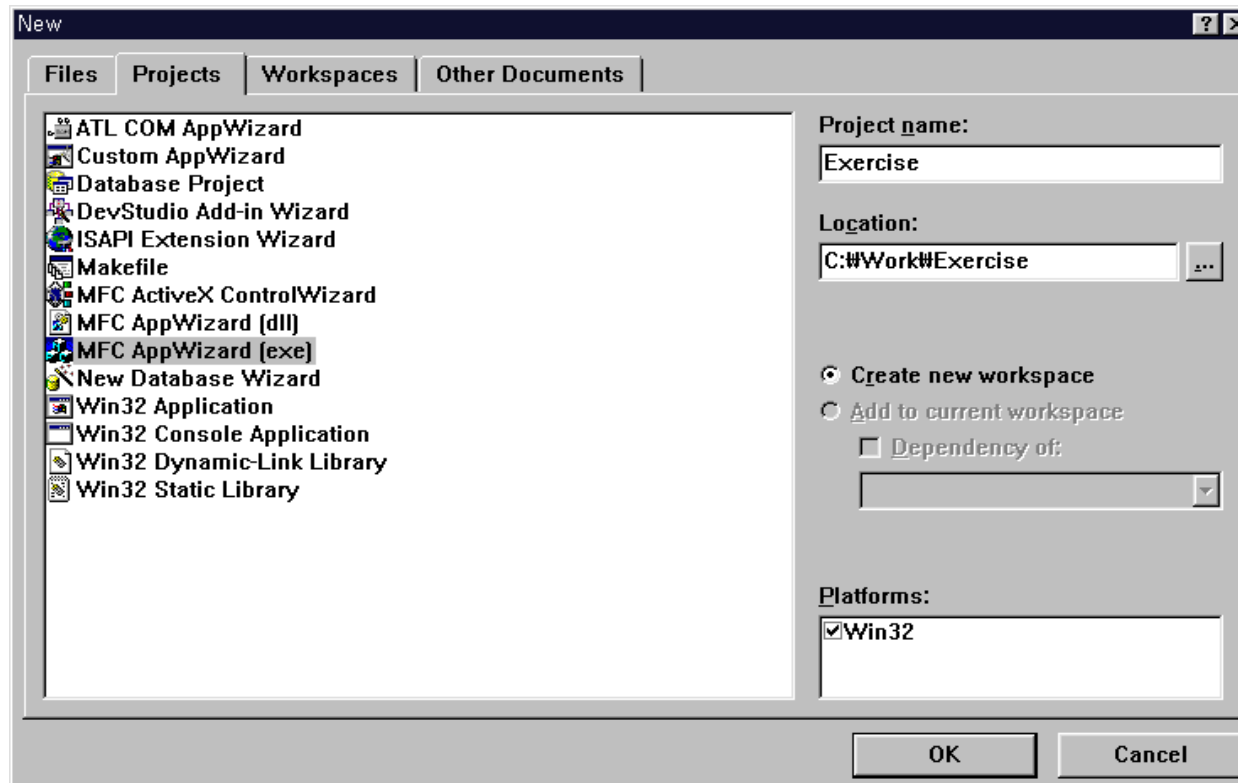 New
Files Projects Workspaces Other Documents
ATL COM AppWizard
Custom AppWizard
Database Project
DevStudio Add-in Wizard
ISAPI Extension Wizard
Makefile
MFC ActiveX ControlWizard
MFC AppWizard (dll)
MFC AppWizard (exe)
New Database Wizard
Win32 Application
Win32 Console Application
Win32 Dynamic-Link Library
Win32 Static Library
Project name:
Exercise
Location:
C:₩Work₩Exercise
...
Create new workspace
Add to current workspace
Dependency of:
Platforms:
Win32
OK Cancel